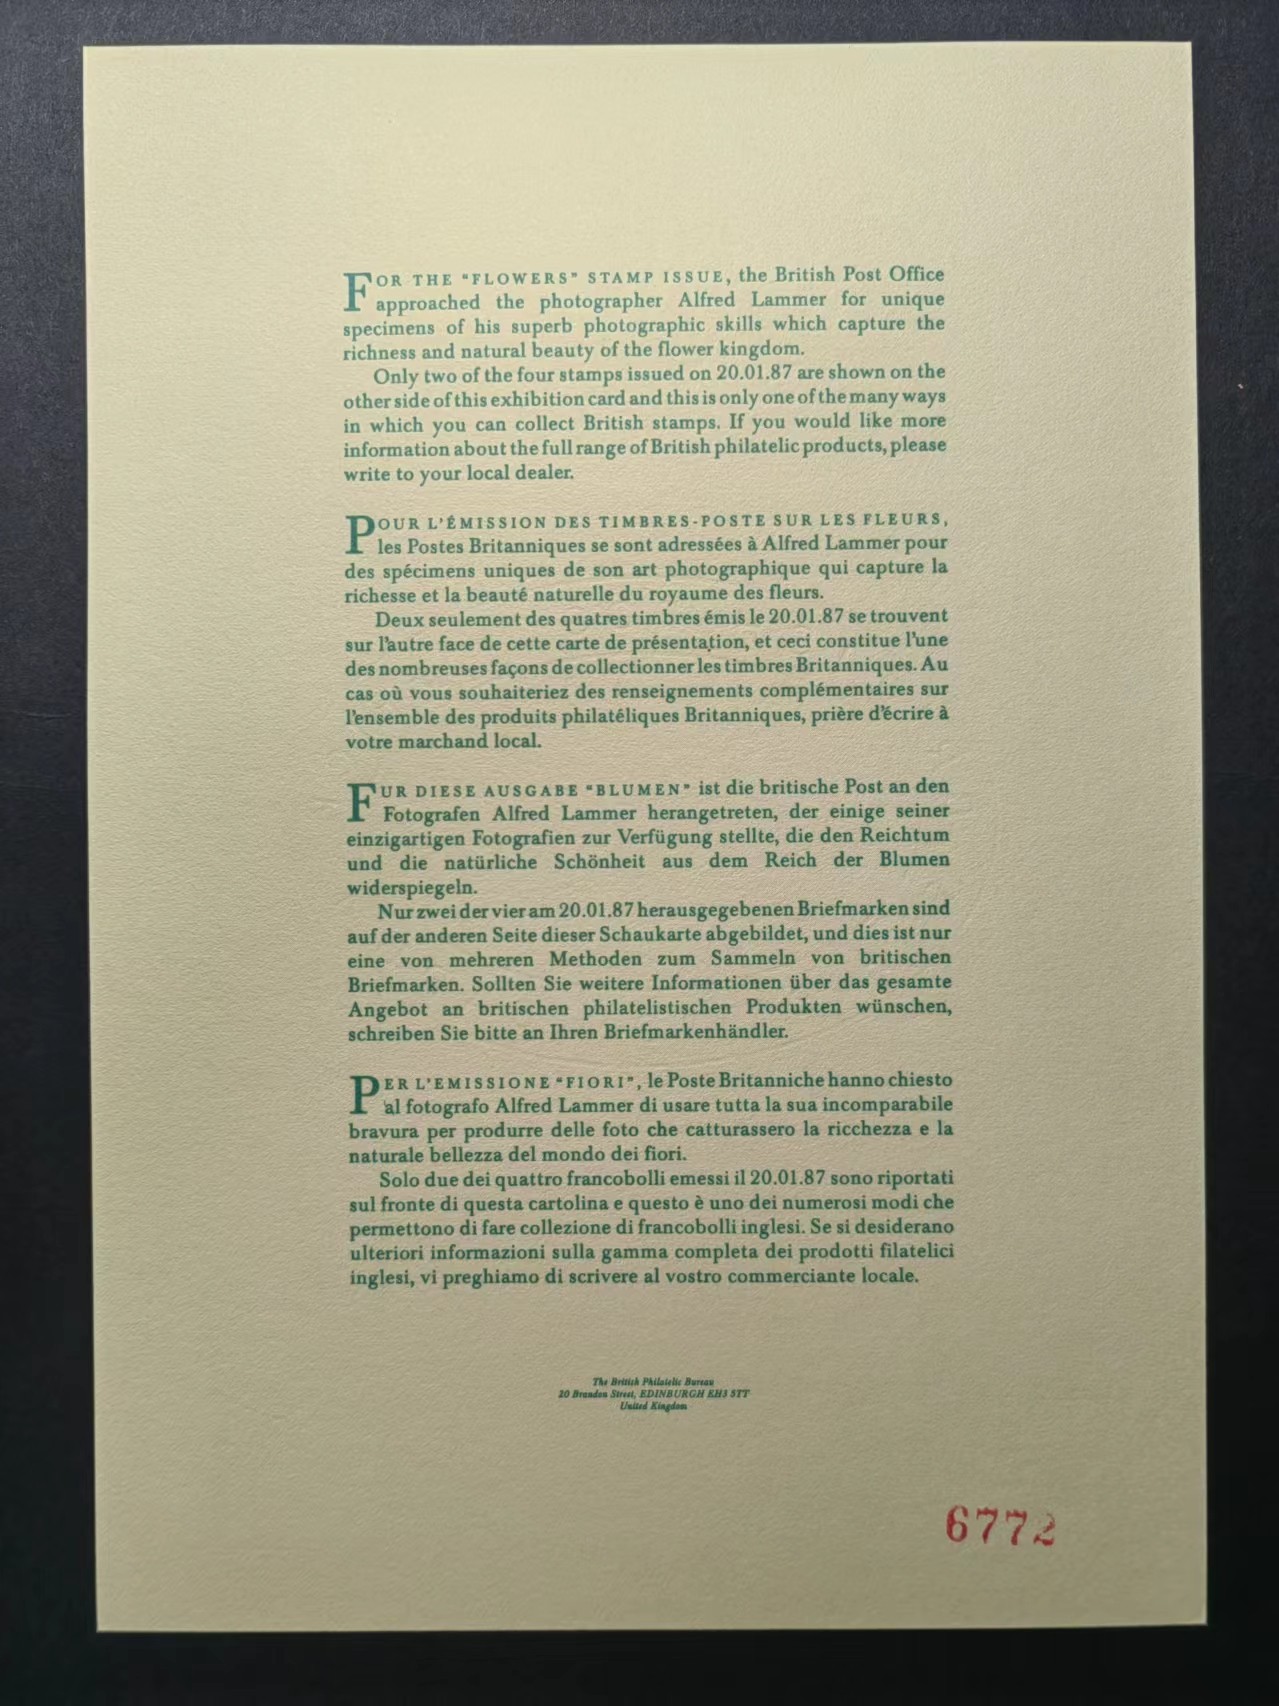 FOR THE "FLOWERS" STAMP ISSUE, the British Post Office
approached the photographer Alfred Lammer for unique
specimens of his superb photographic skills which capture the
richness and natural beauty of the flower kingdom.
Only two of the four stamps issued on 20.01.87 are shown on the
other side of this exhibition card and this is only one of the many ways
in which you can collect British stamps. If you would like more
information about the full range of British philatelic products, please
write to your local dealer.
POUR L'ÉMISSION DES TIMBRES-POSTE SUR LES FLEURS,
les Postes Britanniques se sont adressées à Alfred Lammer pour
des spécimens uniques de son art photographique qui capture la
richesse et la beauté naturelle du royaume des fleurs.
Deux seulement des quatres timbres émis le 20.01.87 se trouvent
sur l'autre face de cette carte de présentation, et ceci constitue l'une
des nombreuses façons de collectionner les timbres Britanniques. Au
cas où vous souhaiteriez des renseignements complémentaires sur
l'ensemble des produits philatéliques Britanniques, prière d'écrire à
votre marchand local.
FUR DIESE AUSGABE "BLUMEN" ist die britische Post an den
Fotografen Alfred Lammer herangetreten, der einige seiner
einzigartigen Fotografien zur Verfügung stellte, die den Reichtum
und die natürliche Schönheit aus dem Reich der Blumen
widerspiegeln.
Nur zwei der vier am 20.01.87 herausgegebenen Briefmarken sind
auf der anderen Seite dieser Schaukarte abgebildet, und dies ist nur
eine von mehreren Methoden zum Sammeln von britischen
Briefmarken. Sollten Sie weitere Informationen über das gesamte
Angebot an britischen philatelistischen Produkten wünschen,
schreiben Sie bitte an Ihren Briefmarkenhändler.
PER L'EMISSIONE "FIORI", le Poste Britanniche hanno chiesto
al fotografo Alfred Lammer di usare tutta la sua incomparabile
bravura per produrre delle foto che catturassero la ricchezza e la
naturale bellezza del mondo dei fiori.
Solo due dei quattro francobolli emessi il 20.01.87 sono riportati
sul fronte di questa cartolina e questo è uno dei numerosi modi che
permettono di fare collezione di francobolli inglesi. Se si desiderano
ulteriori informazioni sulla gamma completa dei prodotti filatelici
inglesi, vi preghiamo di scrivere al vostro commerciante locale.
The British Philatelic Bureau
20 Brandon Street, EDINBURGH EH3 5TT
United Kingdom
6772